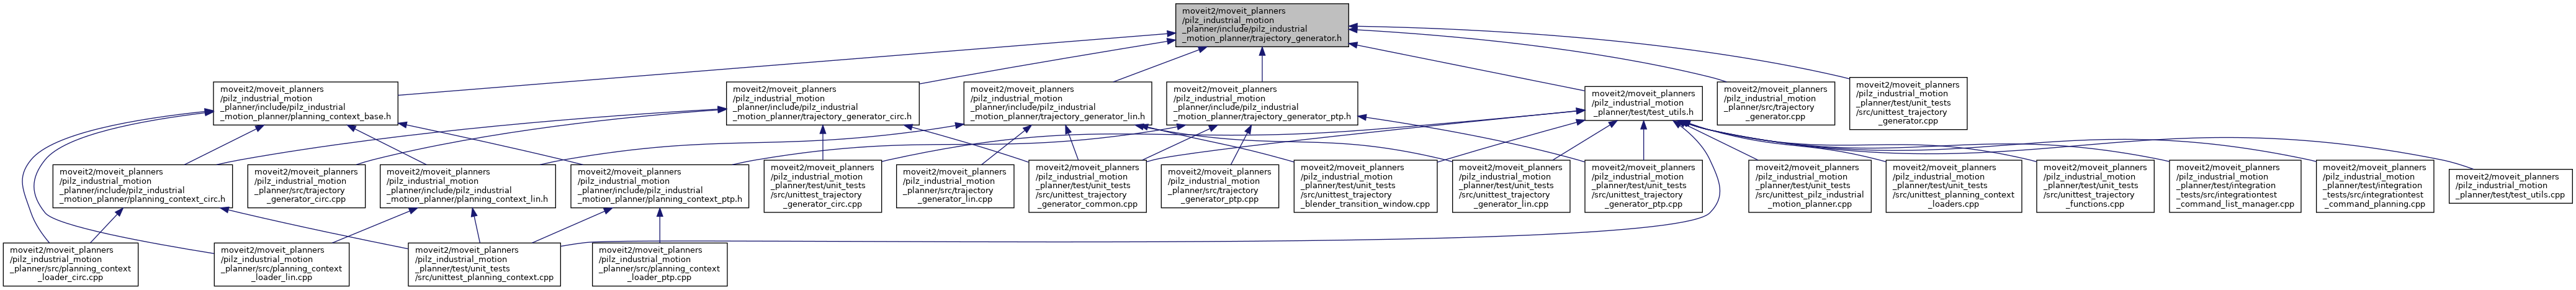 moveit2/moveit_planners
/pilz_industrial_motion
_planner/include/pilz_industrial
_motion_planner/trajectory_generator.h
moveit2/moveit_planners
/pilz_industrial_motion
_planner/include/pilz_industrial
_motion_planner/planning_context_base.h
moveit2/moveit_planners
/pilz_industrial_motion
_planner/include/pilz_industrial
_motion_planner/trajectory_generator_circ.h
moveit2/moveit_planners
/pilz_industrial_motion
_planner/include/pilz_industrial
_motion_planner/trajectory_generator_lin.h
moveit2/moveit_planners
/pilz_industrial_motion
_planner/include/pilz_industrial
_motion_planner/trajectory_generator_ptp.h
moveit2/moveit_planners
/pilz_industrial_motion
_planner/test/test_utils.h
moveit2/moveit_planners
/pilz_industrial_motion
_planner/src/trajectory
_generator.cpp
moveit2/moveit_planners
/pilz_industrial_motion
_planner/test/unit_tests
/src/unittest_trajectory
_generator.cpp
moveit2/moveit_planners
/pilz_industrial_motion
_planner/include/pilz_industrial
_motion_planner/planning_context_circ.h
moveit2/moveit_planners
/pilz_industrial_motion
_planner/src/trajectory
_generator_circ.cpp
moveit2/moveit_planners
/pilz_industrial_motion
_planner/include/pilz_industrial
_motion_planner/planning_context_lin.h
moveit2/moveit_planners
/pilz_industrial_motion
_planner/include/pilz_industrial
_motion_planner/planning_context_ptp.h
moveit2/moveit_planners
/pilz_industrial_motion
_planner/test/unit_tests
/src/unittest_trajectory
_generator_circ.cpp
moveit2/moveit_planners
/pilz_industrial_motion
_planner/src/trajectory
_generator_lin.cpp
moveit2/moveit_planners
/pilz_industrial_motion
_planner/test/unit_tests
/src/unittest_trajectory
_generator_common.cpp
moveit2/moveit_planners
/pilz_industrial_motion
_planner/src/trajectory
_generator_ptp.cpp
moveit2/moveit_planners
/pilz_industrial_motion
_planner/test/unit_tests
/src/unittest_trajectory
_blender_transition_window.cpp
moveit2/moveit_planners
/pilz_industrial_motion
_planner/test/unit_tests
/src/unittest_trajectory
_generator_lin.cpp
moveit2/moveit_planners
/pilz_industrial_motion
_planner/test/unit_tests
/src/unittest_trajectory
_generator_ptp.cpp
moveit2/moveit_planners
/pilz_industrial_motion
_planner/test/unit_tests
/src/unittest_pilz_industrial
_motion_planner.cpp
moveit2/moveit_planners
/pilz_industrial_motion
_planner/test/unit_tests
/src/unittest_planning_context
_loaders.cpp
moveit2/moveit_planners
/pilz_industrial_motion
_planner/test/unit_tests
/src/unittest_trajectory
_functions.cpp
moveit2/moveit_planners
/pilz_industrial_motion
_planner/test/integration
_tests/src/integrationtest
_command_list_manager.cpp
moveit2/moveit_planners
/pilz_industrial_motion
_planner/test/integration
_tests/src/integrationtest
_command_planning.cpp
moveit2/moveit_planners
/pilz_industrial_motion
_planner/test/test_utils.cpp
moveit2/moveit_planners
/pilz_industrial_motion
_planner/src/planning_context
_loader_circ.cpp
moveit2/moveit_planners
/pilz_industrial_motion
_planner/src/planning_context
_loader_lin.cpp
moveit2/moveit_planners
/pilz_industrial_motion
_planner/test/unit_tests
/src/unittest_planning_context.cpp
moveit2/moveit_planners
/pilz_industrial_motion
_planner/src/planning_context
_loader_ptp.cpp